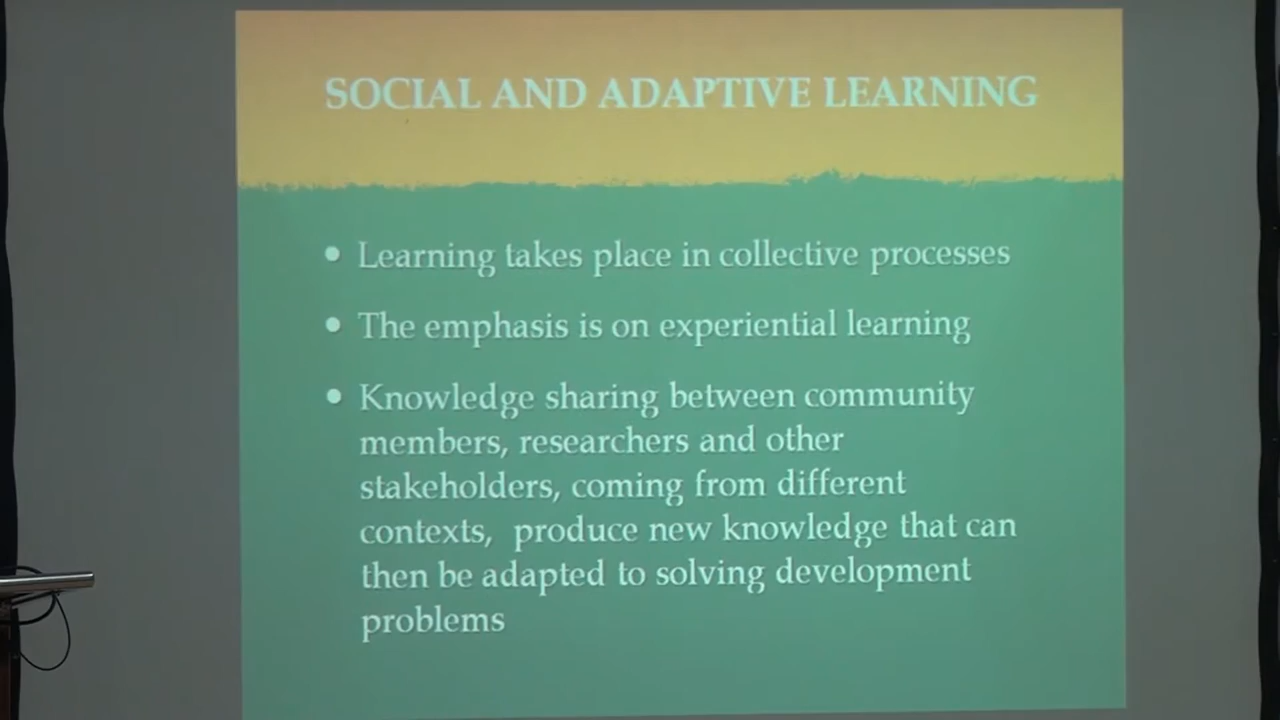 SOCIAL AND ADAPTIVE LEARNING
• Learning takes place in collective processes
• The emphasis is on experiential learning
• Knowledge sharing between community
members, researchers and other
stakeholders, coming from different
contexts, produce new knowledge that can
then be adapted to solving development
problems